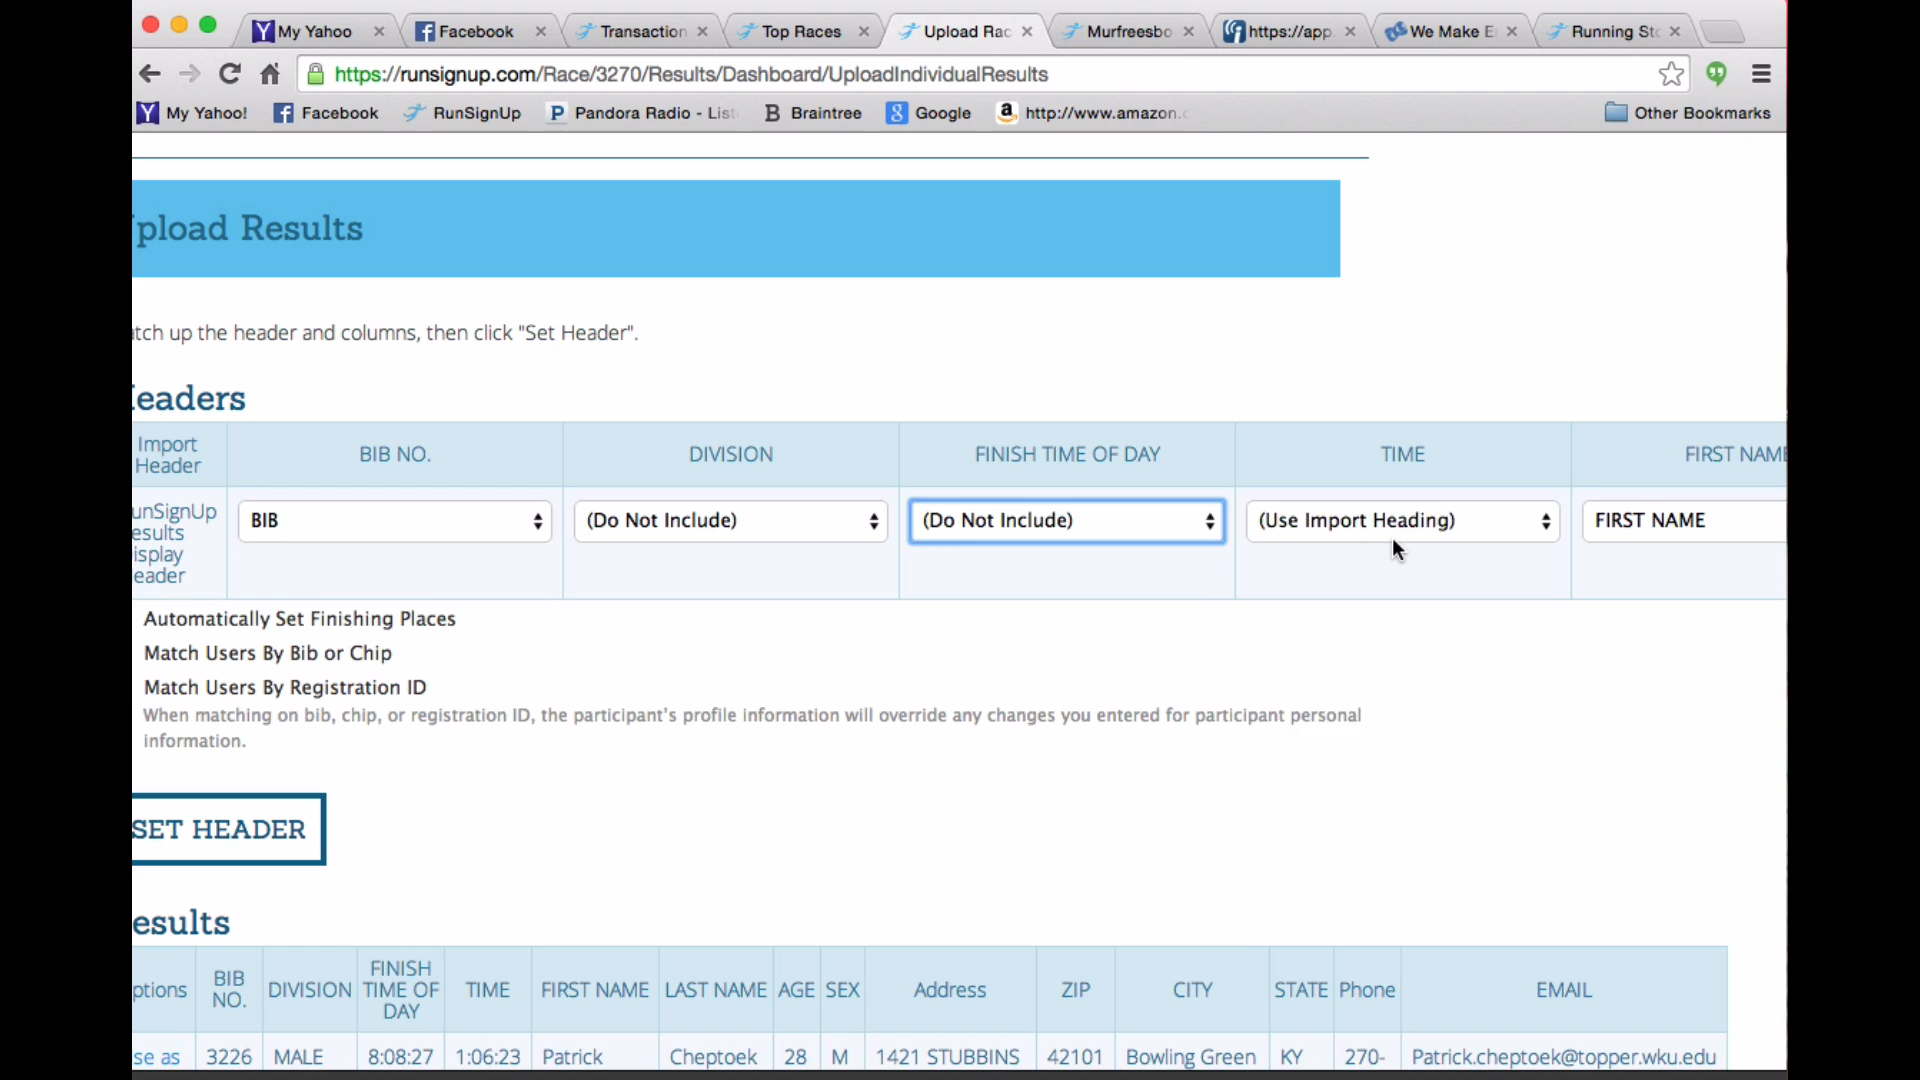 My Yahoo
Facebook
Transaction
Top Races
Upload Rac
Murfreesbo
https://app.
We Make E
Running Sto
https://runsignup.com/Race/3270/Results/Dashboard/UploadIndividualResults
My Yahoo!
Facebook
RunSignUp
Pandora Radio - List
Braintree
Google
http://www.amazon.c
Other Bookmarks
pload Results
tch up the header and columns, then click "Set Header".
eaders
Import Header
BIB NO.
DIVISION
FINISH TIME OF DAY
TIME
FIRST NAME
unSignUp
esults
isplay
eader
BIB
(Do Not Include)
(Do Not Include)
(Use Import Heading)
FIRST NAME
Automatically Set Finishing Places
Match Users By Bib or Chip
Match Users By Registration ID
When matching on bib, chip, or registration ID, the participant's profile information will override any changes you entered for participant personal
information.
SET HEADER
esults
ptions
BIB NO.
DIVISION
FINISH TIME OF DAY
TIME
FIRST NAME
LAST NAME
AGE
SEX
Address
ZIP
CITY
STATE
Phone
EMAIL
se as
3226
MALE
8:08:27
1:06:23
Patrick
Cheptoek
28
M
1421 STUBBINS
42101
Bowling Green
KY
270-
Patrick.cheptoek@topper.wku.edu